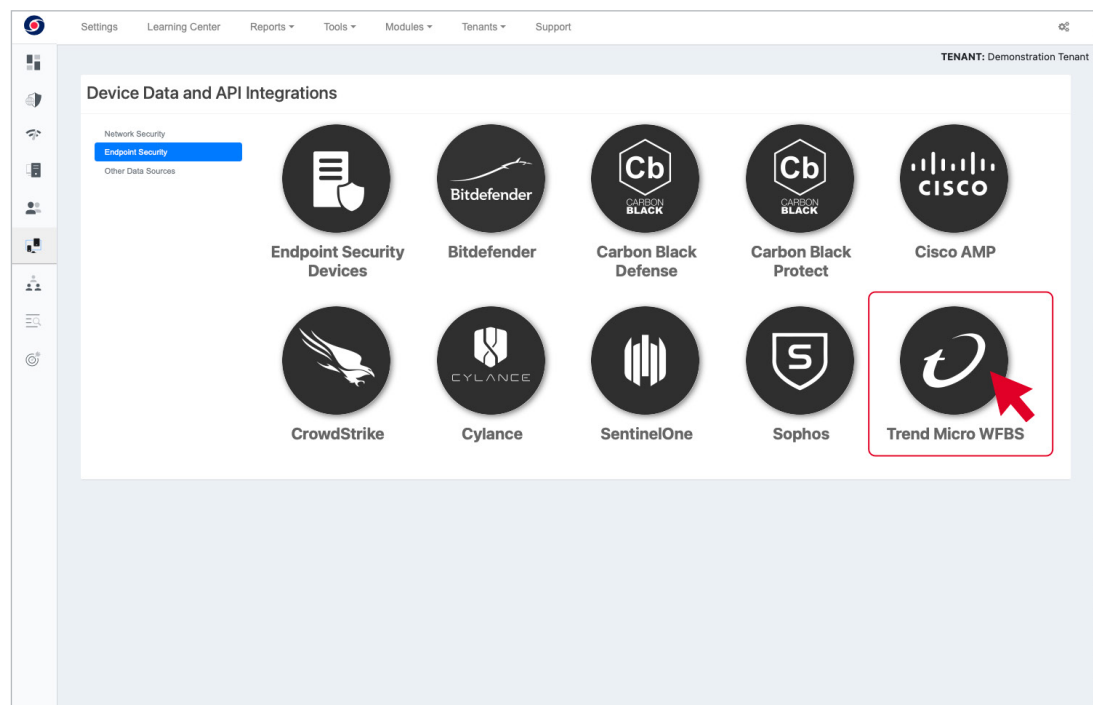 Settings Learning Center Reports Tools Modules Tenants Support
TENANT: Demonstration Tenant
Device Data and API Integrations
Network Security
Endpoint Security
Other Data Sources
Bitdefender
Cb
CARBON
BLACK
Cb
CARBON
BLACK
CISCO
Endpoint Security
Devices
Bitdefender
Carbon Black
Defense
Carbon Black
Protect
Cisco AMP
CYLANCE
S
t
CrowdStrike
Cylance
SentinelOne
Sophos
Trend Micro WFBS